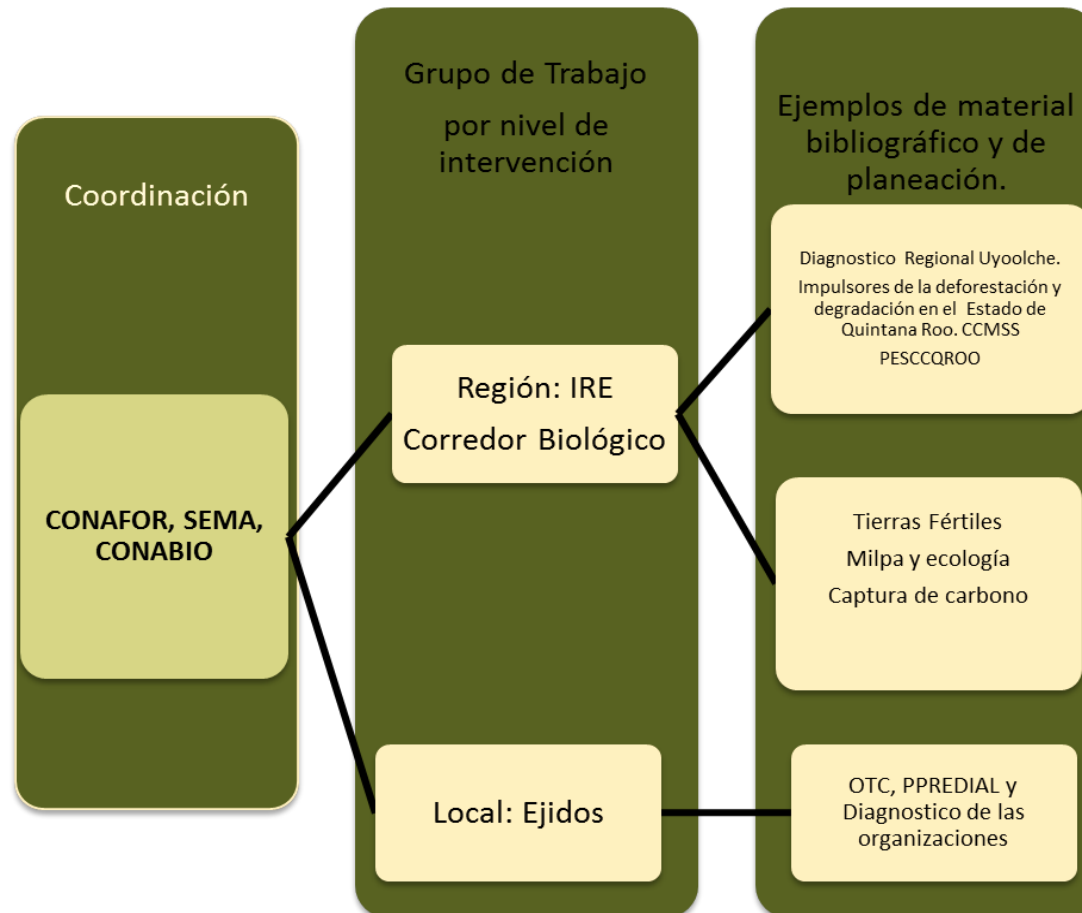 Coordinación
CONAFOR, SEMA,
CONABIO
Grupo de Trabajo
por nivel de
intervención
Región: IRE
Corredor Biológico
Local: Ejidos
Ejemplos de material
bibliográfico y de
planeación.
Diagnostico Regional Uyoolche.
Impulsores de la deforestación y
degradación en el Estado de
Quintana Roo. CCMSS
PESCCQROO
Tierras Fértiles
Milpa y ecología
Captura de carbono
OTC, PPREDIAL y
Diagnostico de las
organizaciones